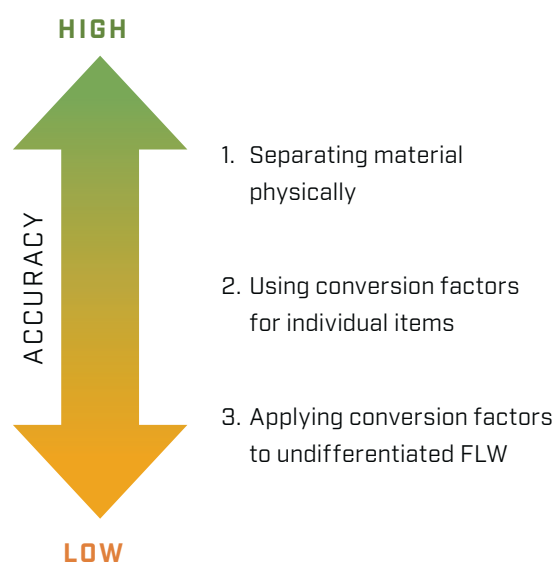 HIGH
ACCURACY
1. Separating material
physically
2. Using conversion factors
for individual items
3. Applying conversion factors
to undifferentiated FLW
LOW